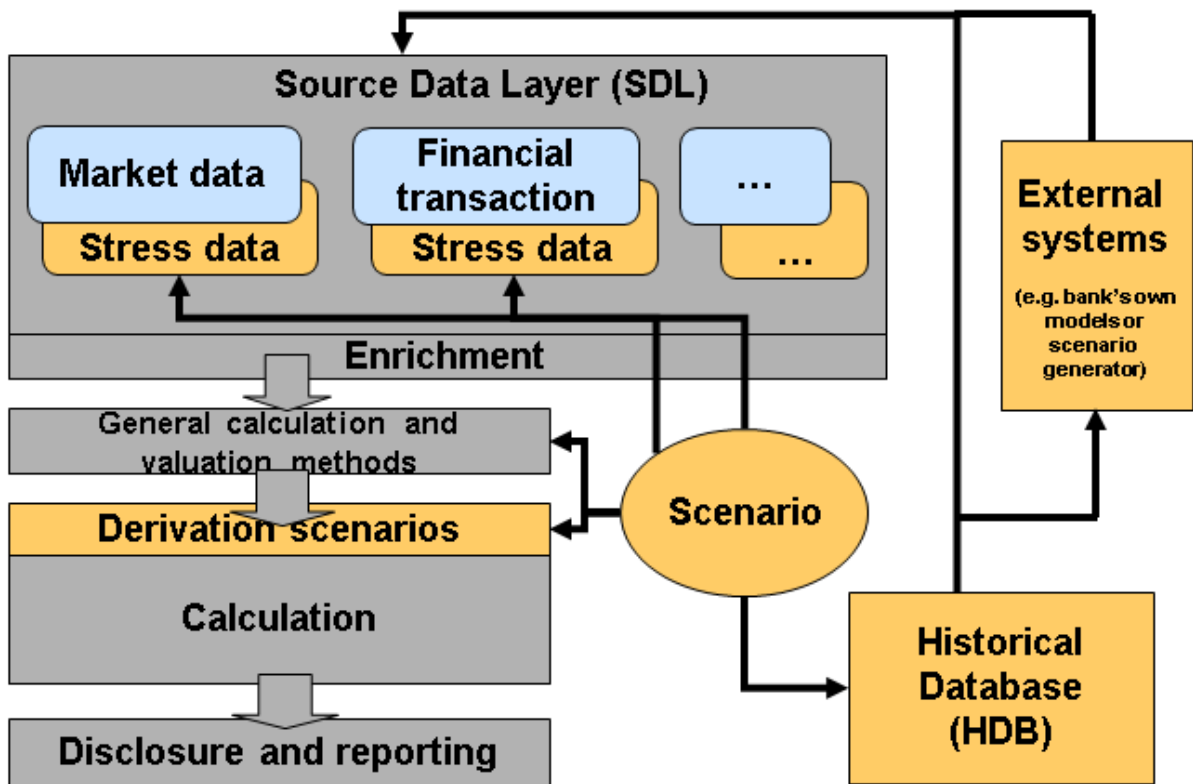 Source Data Layer (SDL)
Market data
Stress data
Financial
transaction
Stress data
...
...
Enrichment
General calculation and
valuation methods
Derivation scenarios
Calculation
Disclosure and reporting
Scenario
External
systems
(e.g. bank's own
models or
scenario
generator)
Historical
Database
(HDB)